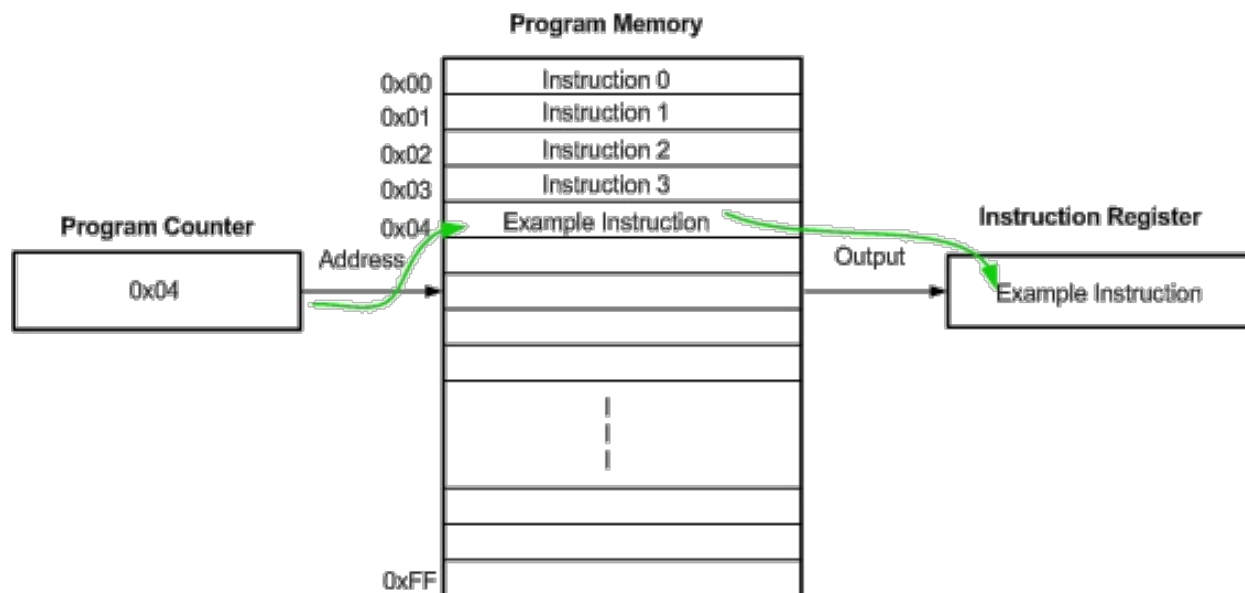 Program Memory
0x00
Instruction 0
0x01
Instruction 1
0x02
Instruction 2
0x03
Instruction 3
0x04
Example Instruction
Program Counter
0x04
Address
Output
Instruction Register
Example Instruction
0xFF